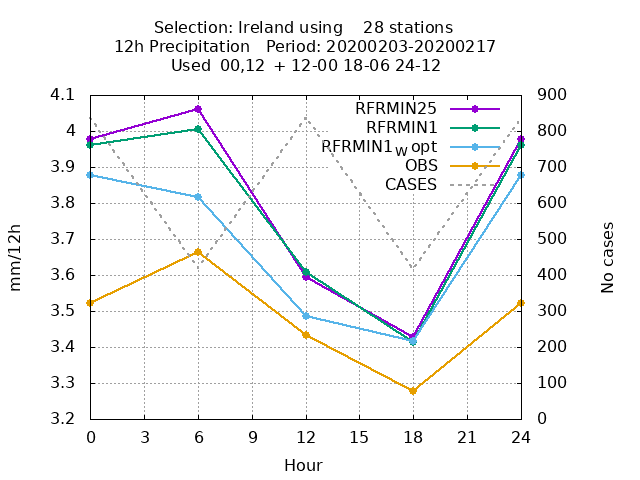 Selection: Ireland using    28 stations
12h Precipitation   Period: 20200203-20200217
Used  00,12  + 12-00 18-06 24-12
4.1
4
3.9
3.8
3.7
3.6
3.5
3.4
3.3
3.2
mm/12h
RFRMIN25
RFRMIN1
RFRMIN1_w opt
OBS
CASES
900
800
700
600
500
400
300
200
100
0
No cases
0 3 6 9 12 15 18 21 24
Hour